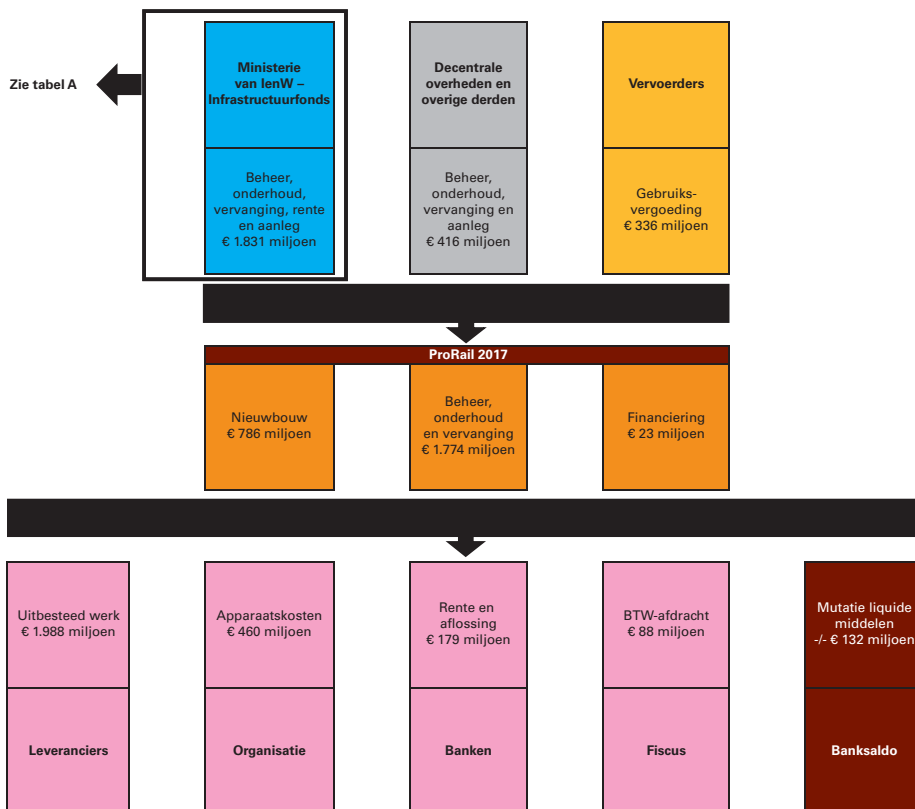 Zie tabel A
Ministerie
van IenW –
Infrastructuurfonds
Beheer,
onderhoud,
vervanging, rente
en aanleg
€ 1.831 miljoen
Decentrale
overheden en
overige derden
Beheer,
onderhoud,
vervanging en
aanleg
€ 416 miljoen
Vervoerders
Gebruiks-
vergoeding
€ 336 miljoen
ProRail 2017
Nieuwbouw
€ 786 miljoen
Beheer,
onderhoud
en vervanging
€ 1.774 miljoen
Financiering
€ 23 miljoen
Uitbesteed werk
€ 1.988 miljoen
Leveranciers
Apparaatskosten
€ 460 miljoen
Organisatie
Rente en
aflossing
€ 179 miljoen
Banken
BTW-afdracht
€ 88 miljoen
Fiscus
Mutatie liquide
middelen
-/- € 132 miljoen
Banksaldo